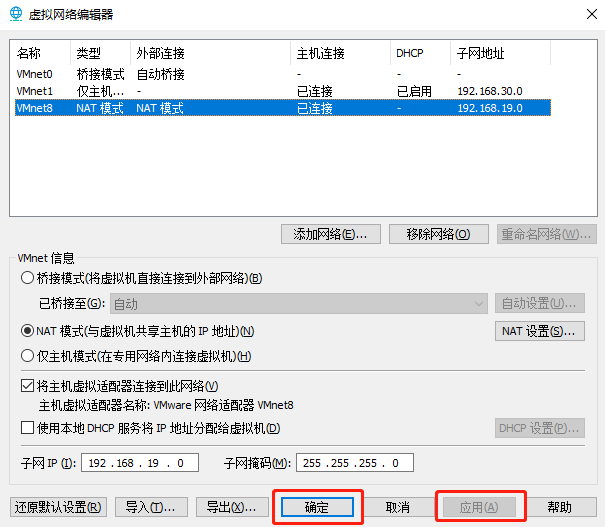 虚拟网络编辑器
名称 类型 外部连接 主机连接 DHCP 子网地址
VMnet0 桥接模式 自动桥接 - - -
VMnet1 仅主机... - 已连接 已启用 192.168.30.0
VMnet8 NAT 模式 NAT 模式 已连接 - 192.168.19.0
添加网络(E)... 移除网络(O) 重命名网络(W)...
VMnet 信息
桥接模式(将虚拟机直接连接到外部网络)(B)
已桥接至(G): 自动 自动设置(U)...
NAT 模式(与虚拟机共享主机的 IP 地址)(N) NAT 设置(S)...
仅主机模式(在专用网络内连接虚拟机)(H)
将主机虚拟适配器连接到此网络(V)
主机虚拟适配器名称: VMware 网络适配器 VMnet8
使用本地 DHCP 服务将 IP 地址分配给虚拟机(D) DHCP 设置(P)...
子网 IP (I): 192 . 168 . 19 . 0 子网掩码(M): 255 . 255 . 255 . 0
还原默认设置(R) 导入(T)... 导出(X)... 确定 取消 应用(A) 帮助